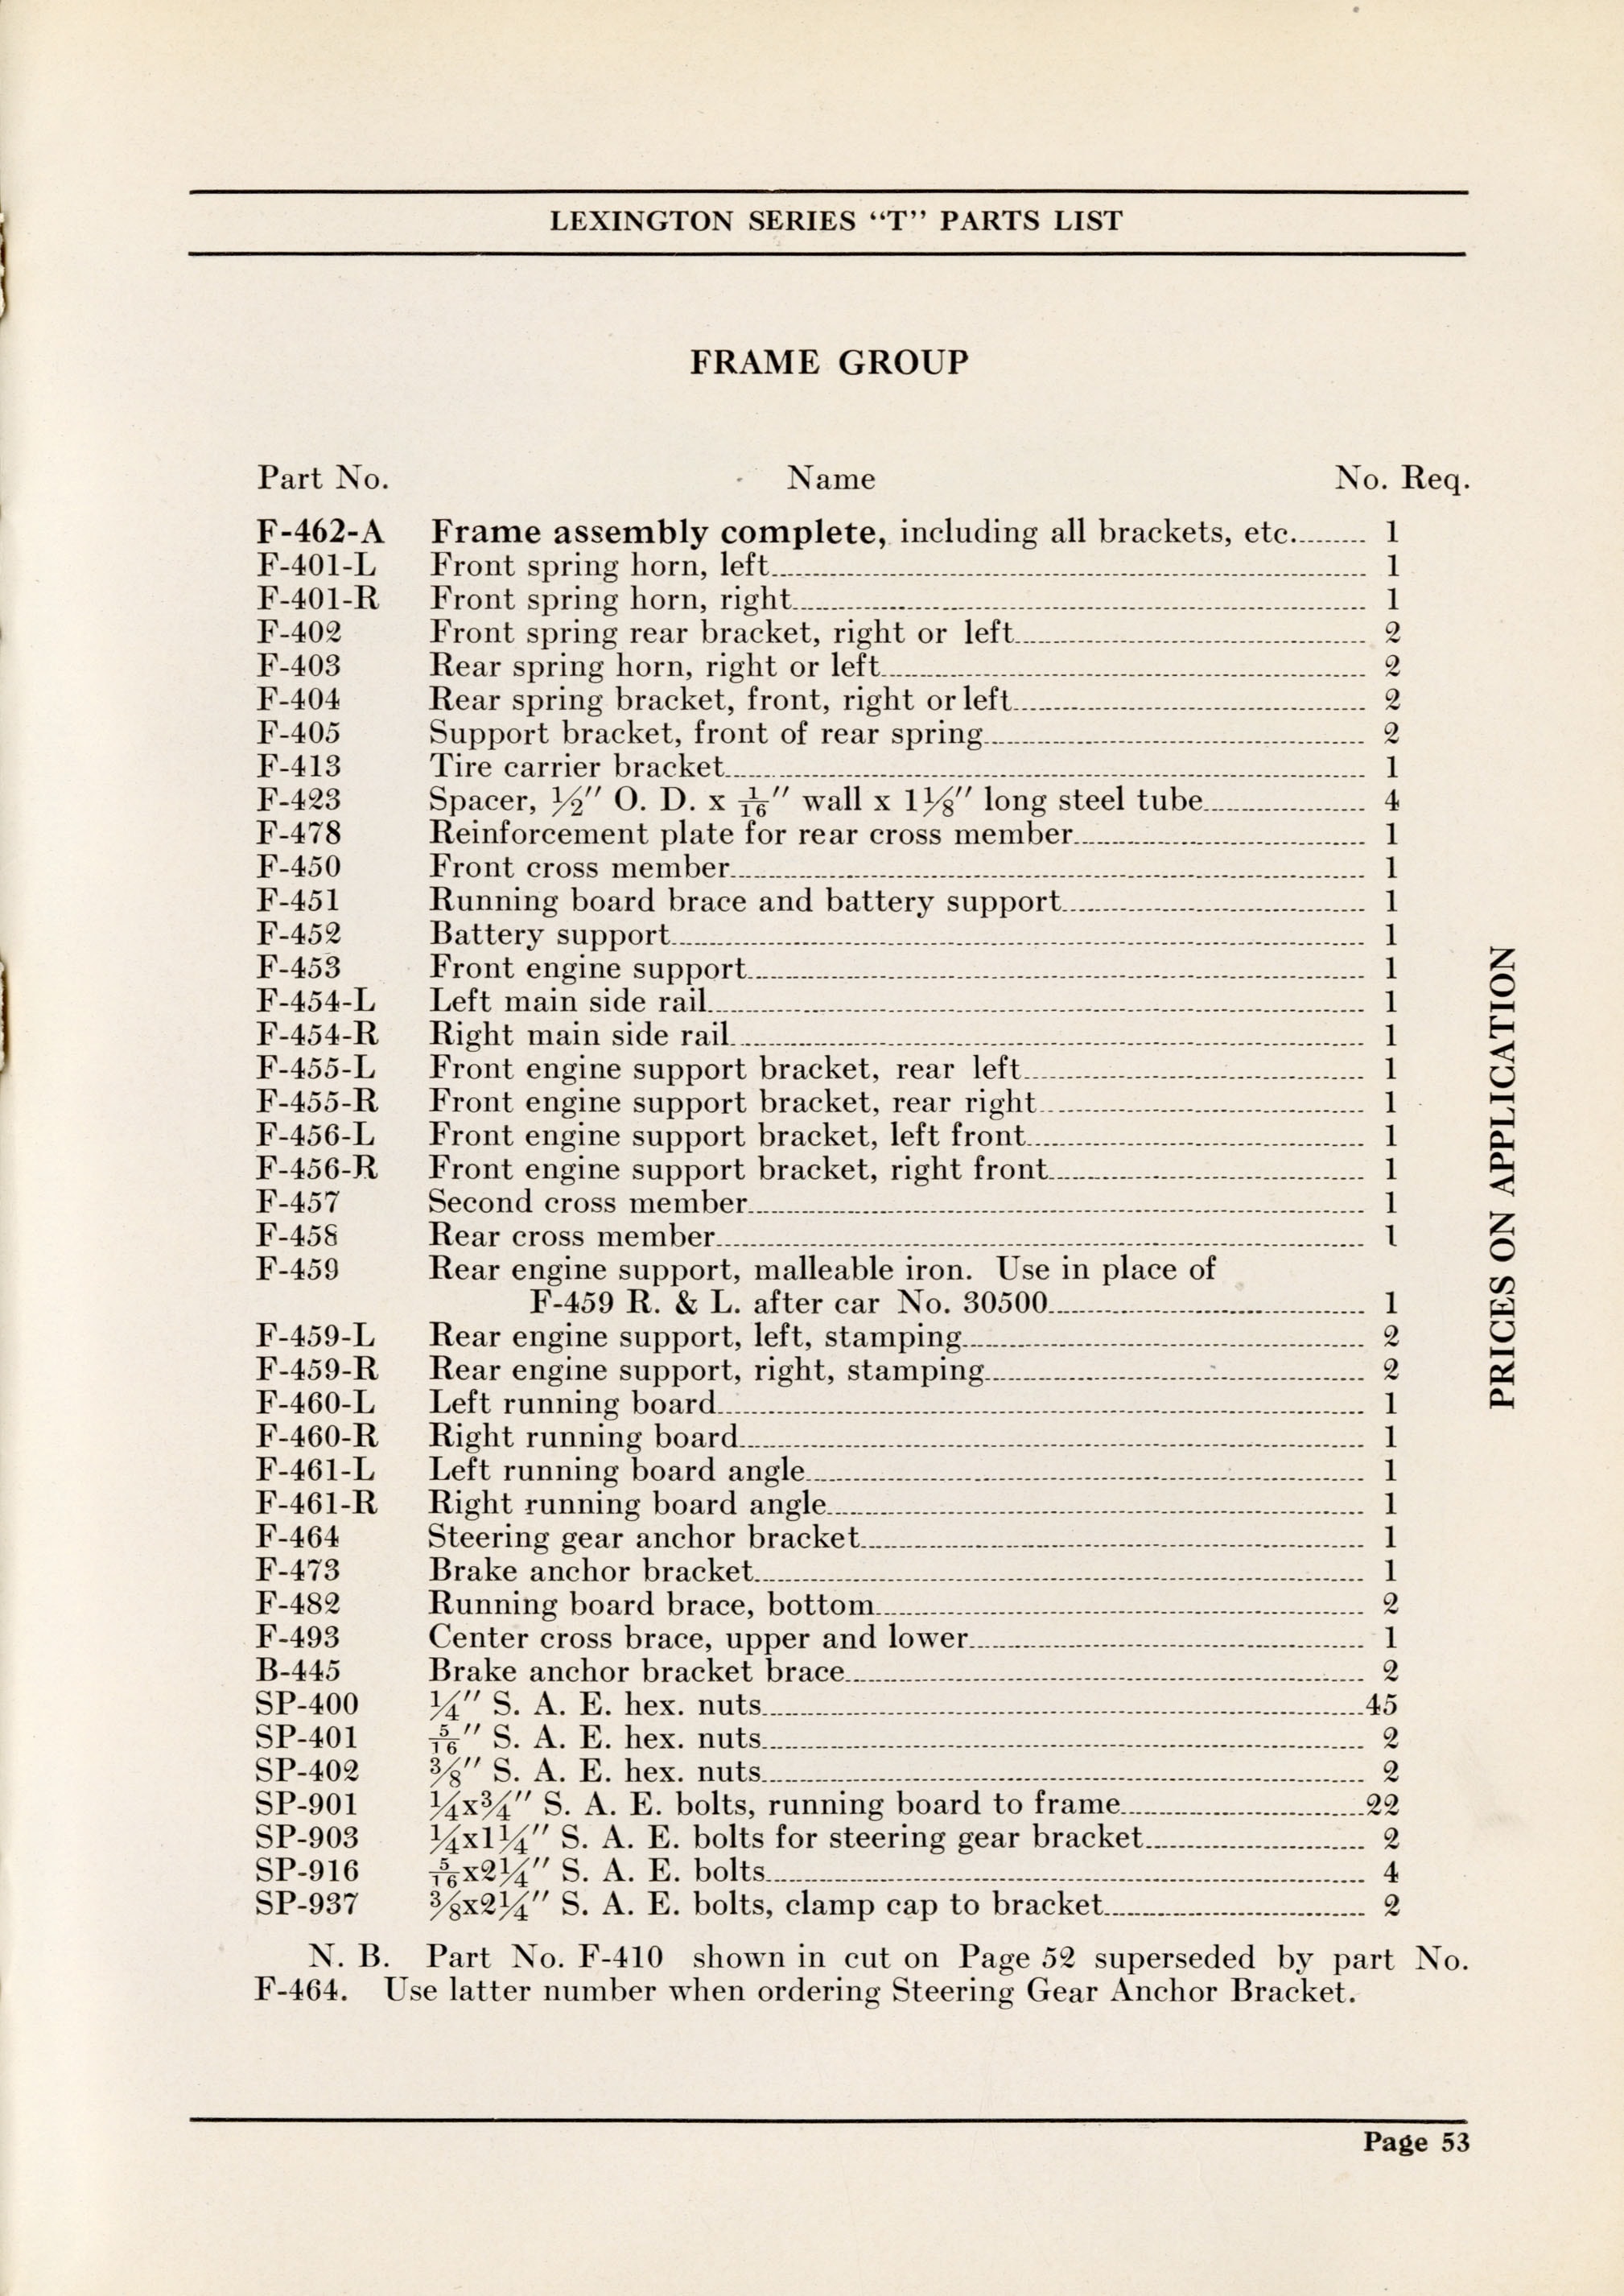 LEXINGTON SERIES “T” PARTS LIST
FRAME GROUP
Part No. Name No. Req.
F-462-A Frame assembly complete, including all brackets, etc. 1
F-401-L Front spring horn, left 1
F-401-R Front spring horn, right 1
F-402 Front spring rear bracket, right or left 2
F-403 Rear spring horn, right or left 2
F-404 Rear spring bracket, front, right or left 2
F-405 Support bracket, front of rear spring 2
F-413 Tire carrier bracket 1
F-423 Spacer, ½″ O. D. x 1/16″ wall x 1⅛″ long steel tube 4
F-478 Reinforcement plate for rear cross member 1
F-450 Front cross member 1
F-451 Running board brace and battery support 1
F-452 Battery support 1
F-453 Front engine support 1
F-454-L Left main side rail 1
F-454-R Right main side rail 1
F-455-L Front engine support bracket, rear left 1
F-455-R Front engine support bracket, rear right 1
F-456-L Front engine support bracket, left front 1
F-456-R Front engine support bracket, right front 1
F-457 Second cross member 1
F-458 Rear cross member 1
F-459 Rear engine support, malleable iron. Use in place of
F-459 R. & L. after car No. 30500 1
F-459-L Rear engine support, left, stamping 2
F-459-R Rear engine support, right, stamping 2
F-460-L Left running board 1
F-460-R Right running board 1
F-461-L Left running board angle 1
F-461-R Right running board angle 1
F-464 Steering gear anchor bracket 1
F-473 Brake anchor bracket 1
F-482 Running board brace, bottom 2
F-493 Center cross brace, upper and lower 1
B-445 Brake anchor bracket brace 2
SP-400 ¼″ S. A. E. hex. nuts 45
SP-401 5/16″ S. A. E. hex. nuts 2
SP-402 ⅜″ S. A. E. hex. nuts 2
SP-901 ¼x¾″ S. A. E. bolts, running board to frame 22
SP-903 ¼x1¼″ S. A. E. bolts for steering gear bracket 2
SP-916 5/16x2¼″ S. A. E. bolts 4
SP-937 ⅜x2¼″ S. A. E. bolts, clamp cap to bracket 2
N. B. Part No. F-410 shown in cut on Page 52 superseded by part No.
F-464. Use latter number when ordering Steering Gear Anchor Bracket.
PRICES ON APPLICATION
Page 53